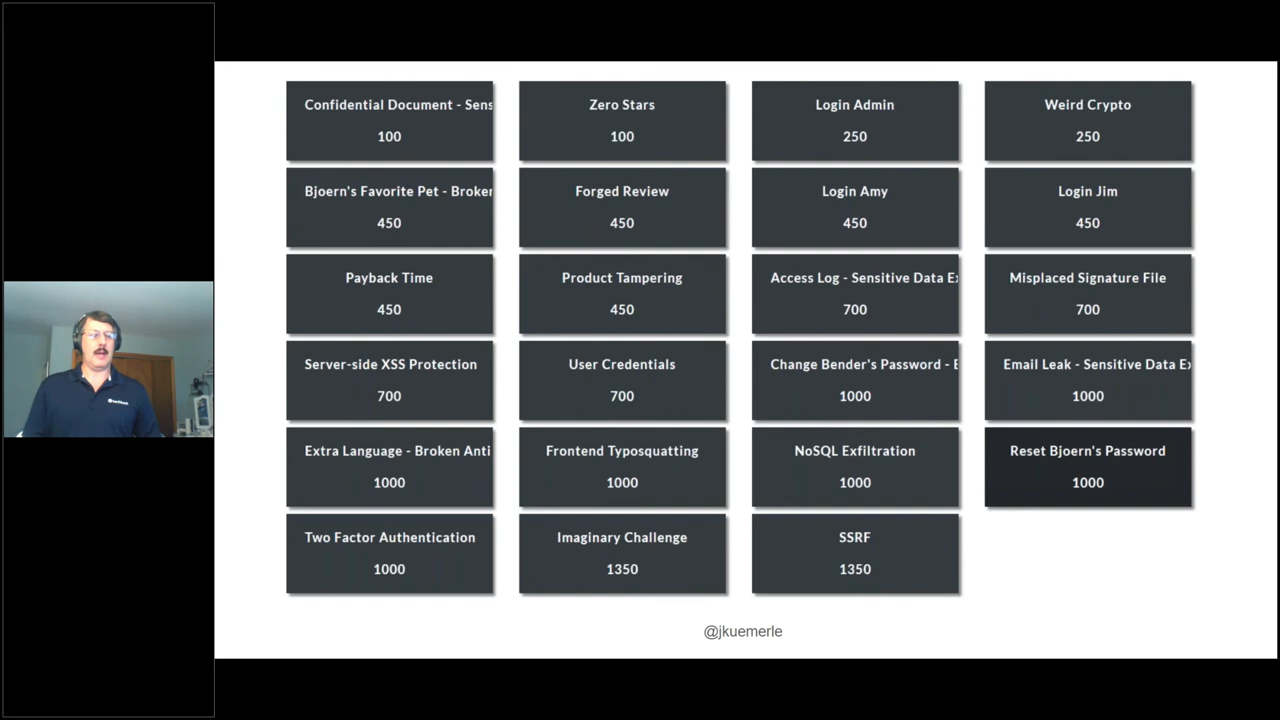 Confidential Document - Sens
100
Zero Stars
100
Login Admin
250
Weird Crypto
250
Bjoern's Favorite Pet - Broken
450
Forged Review
450
Login Amy
450
Login Jim
450
Payback Time
450
Product Tampering
450
Access Log - Sensitive Data Ex
700
Misplaced Signature File
700
Server-side XSS Protection
700
User Credentials
700
Change Bender's Password - B
1000
Email Leak - Sensitive Data Ex
1000
Extra Language - Broken Anti
1000
Frontend Typosquatting
1000
NoSQL Exfiltration
1000
Reset Bjoern's Password
1000
Two Factor Authentication
1000
Imaginary Challenge
1350
SSRF
1350
@jkuemerle